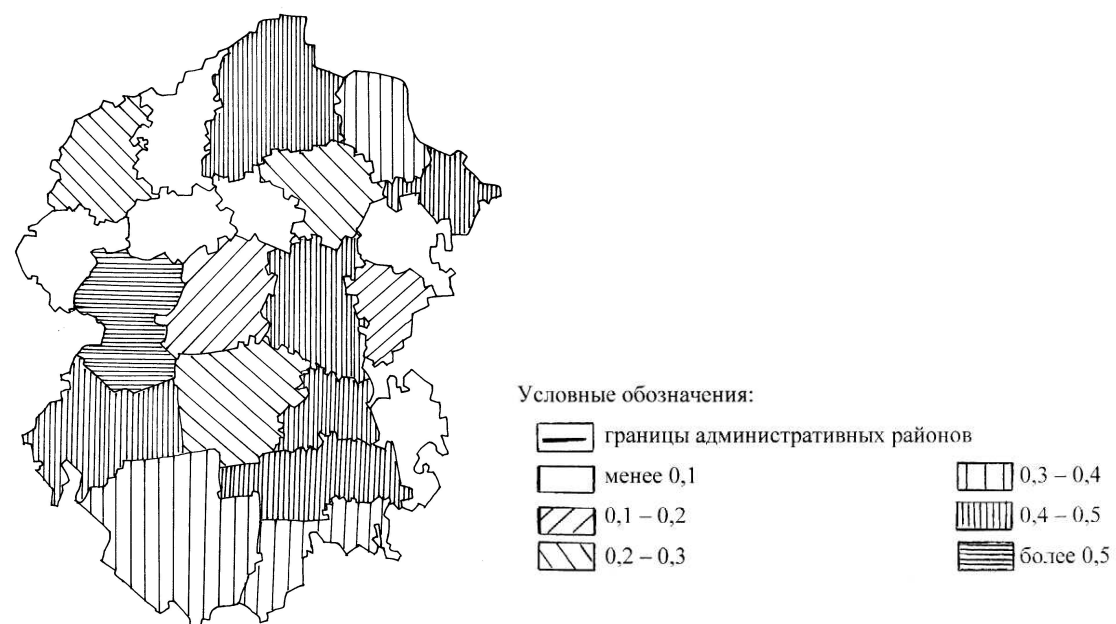 Условные обозначения:
границы административных районов
менее 0,1
0,1 – 0,2
0,2 – 0,3
0,3 – 0,4
0,4 – 0,5
более 0,5